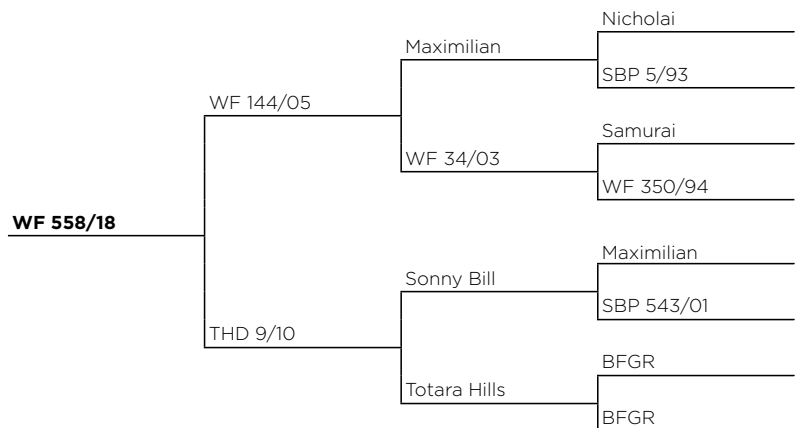 Nicholai
Maximilian
SBP 5/93
WF 144/05
Samurai
WF 34/03
WF 350/94
WF 558/18
Maximilian
Sonny Bill
SBP 543/01
THD 9/10
BFGR
Totara Hills
BFGR